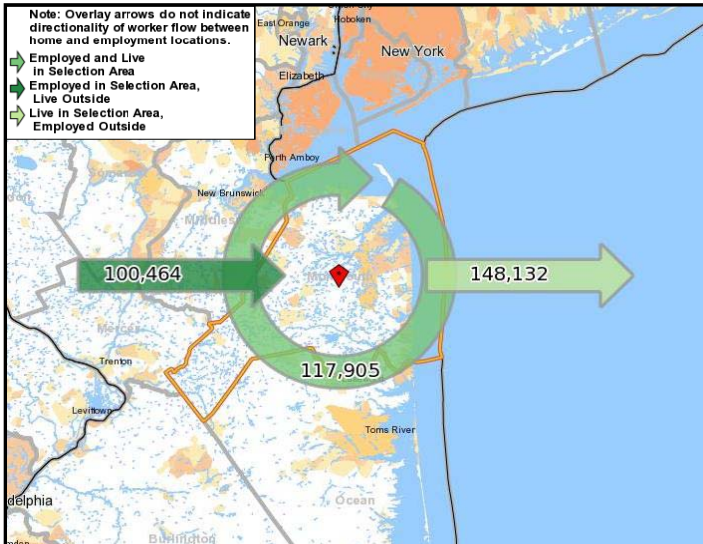 Note: Overlay arrows do not indicate
directionality of worker flow between
home and employment locations.
Employed and Live
in Selection Area
Employed in Selection Area,
Live Outside
Live in Selection Area,
Employed Outside
Hoboken
East Orange
Newark
New York
Elizabeth
Perth Amboy
New Brunswick
100,464
148,132
117,905
Mercer
Trenton
Levittown
Toms River
Ocean
delphia
Burlington